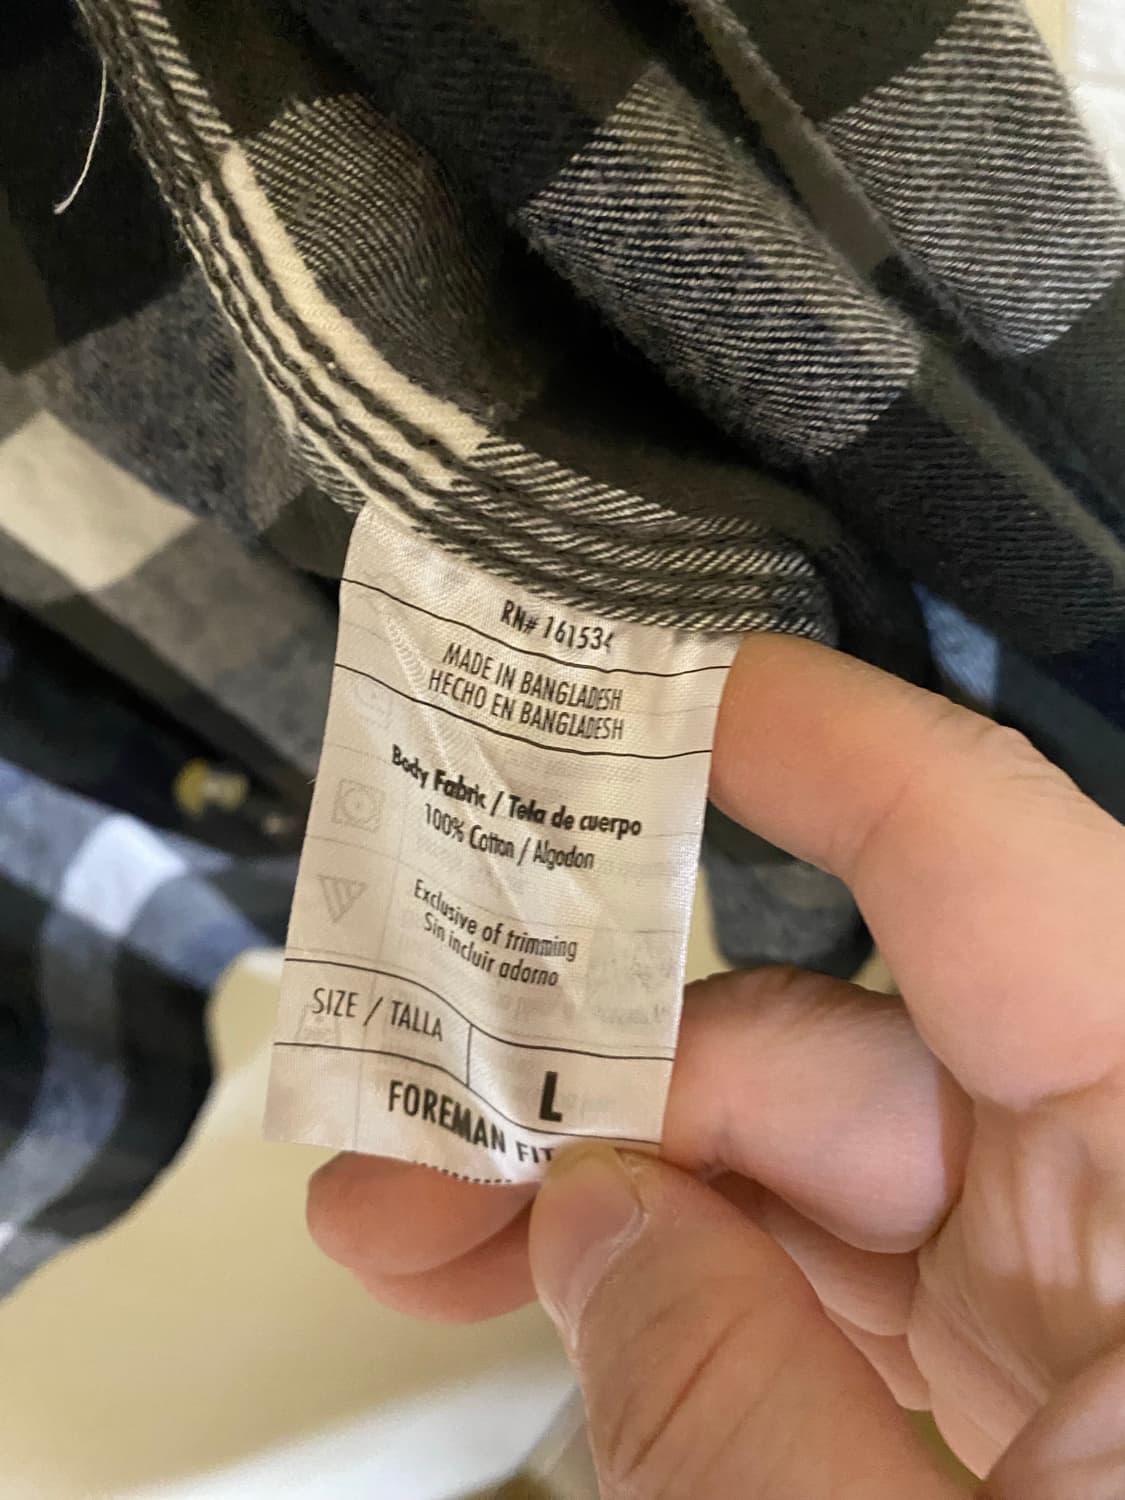 RN# 161534
MADE IN BANGLADESH
HECHO EN BANGLADESH
Body Fabric / Tela de cuerpo
100% Cotton / Algodon
Exclusive of trimming
Sin incluir adorno
SIZE / TALLA
L
FOREMAN FIT